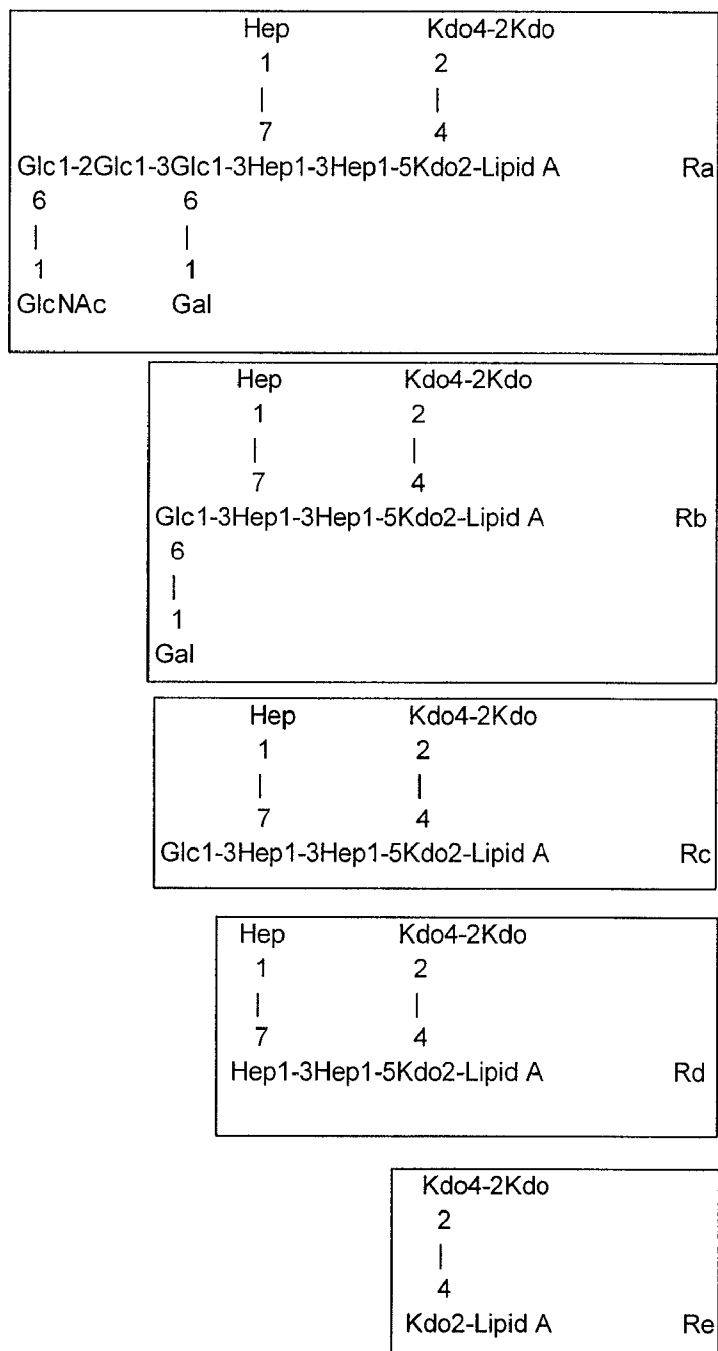 Hep Kdo4-2Kdo
1 2
| |
7 4
Glc1-2Glc1-3Glc1-3Hep1-3Hep1-5Kdo2-Lipid A Ra
6 6
| |
1 1
GlcNAc Gal
Hep Kdo4-2Kdo
1 2
| |
7 4
Glc1-3Hep1-3Hep1-5Kdo2-Lipid A Rb
6
|
1
Gal
Hep Kdo4-2Kdo
1 2
| |
7 4
Glc1-3Hep1-3Hep1-5Kdo2-Lipid A Rc
Hep Kdo4-2Kdo
1 2
| |
7 4
Hep1-3Hep1-5Kdo2-Lipid A Rd
Kdo4-2Kdo
2
|
4
Kdo2-Lipid A Re